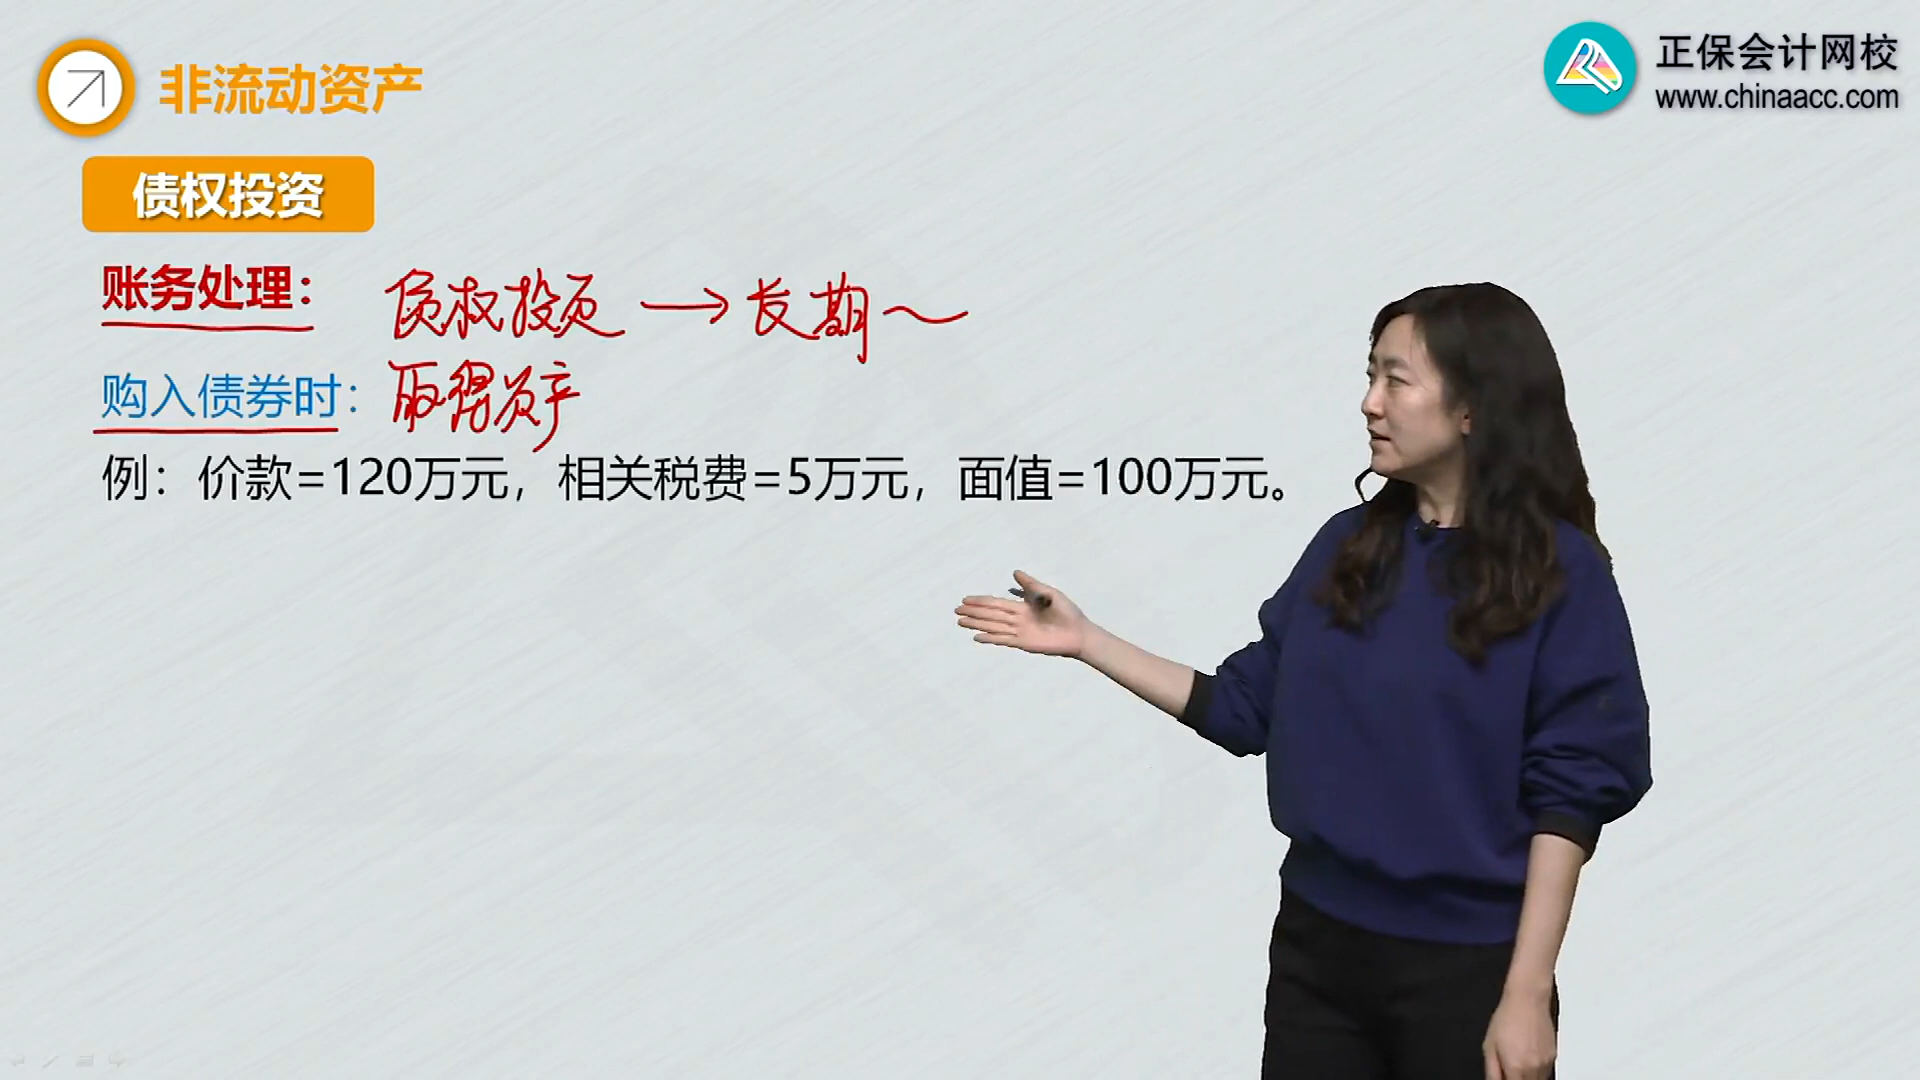 非流动资产
正保会计网校
www.chinaacc.com
债权投资
账务处理： 债权投资 → 长期～
购入债券时： 取得资产
例：价款=120万元，相关税费=5万元，面值=100万元。